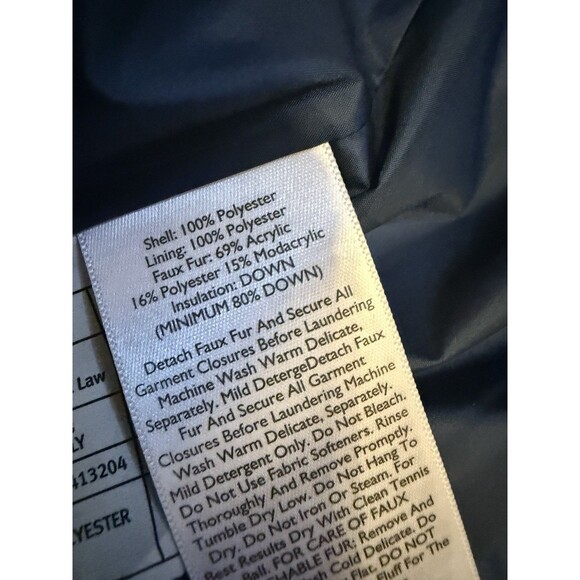 Shell: 100% Polyester
Lining: 100% Polyester
Faux Fur: 69% Acrylic
16% Polyester 15% Modacrylic
Insulation: DOWN
(MINIMUM 80% DOWN)
Detach Faux Fur And Secure All
Garment Closures Before Laundering
Machine Wash Warm Delicate,
Separately. Mild DetergeDetach Faux
Fur And Secure All Garment
Closures Before Laundering Machine
Wash Warm Delicate, Separately.
Mild Detergent Only. Do Not Bleach.
Do Not Use Fabric Softeners, Rinse
Thoroughly And Remove Promptly.
Tumble Dry Low. Do Not Hang To
Dry. Do Not Iron Or Steam. For
Best Results Dry With Clean Tennis
Ball. FOR CARE OF FAUX
HABLE FUR; Remove And
Wash Cold Delicate. Do
Flat. DO NOT
Fluff For The
Law
LY
413204
YESTER